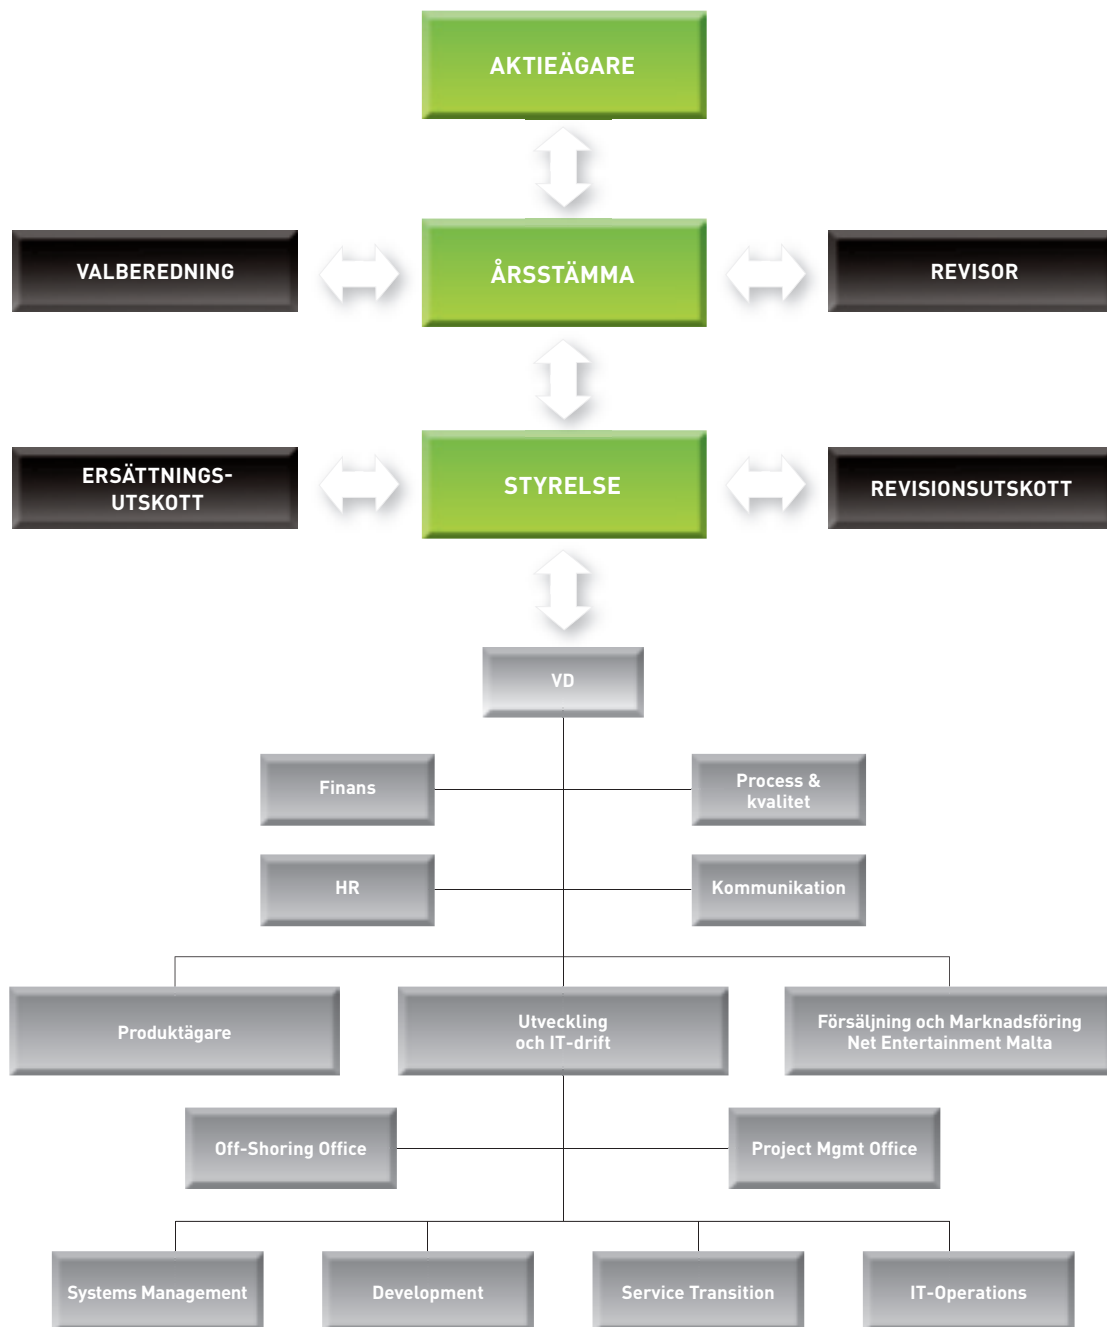 AKTIEÄGARE
VALBEREDNING
ÅRSSTÄMMA
REVISOR
ERSÄTTNINGS-
UTSKOTT
STYRELSE
REVISIONSUTSKOTT
VD
Finans
Process &
kvalitet
HR
Kommunikation
Produktägare
Utveckling
och IT-drift
Försäljning och Marknadsföring
Net Entertainment Malta
Off-Shoring Office
Project Mgmt Office
Systems Management
Development
Service Transition
IT-Operations